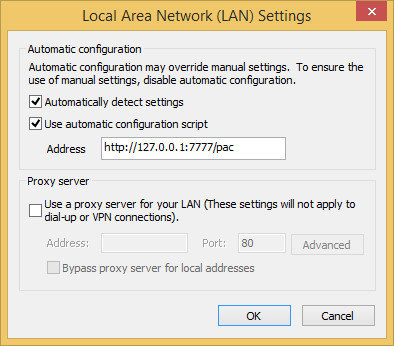 Local Area Network (LAN) Settings
Automatic configuration
Automatic configuration may override manual settings. To ensure the
use of manual settings, disable automatic configuration.
Automatically detect settings
Use automatic configuration script
Address http://127.0.0.1:7777/pac
Proxy server
Use a proxy server for your LAN (These settings will not apply to
dial-up or VPN connections).
Address: Port: 80 Advanced
Bypass proxy server for local addresses
OK Cancel